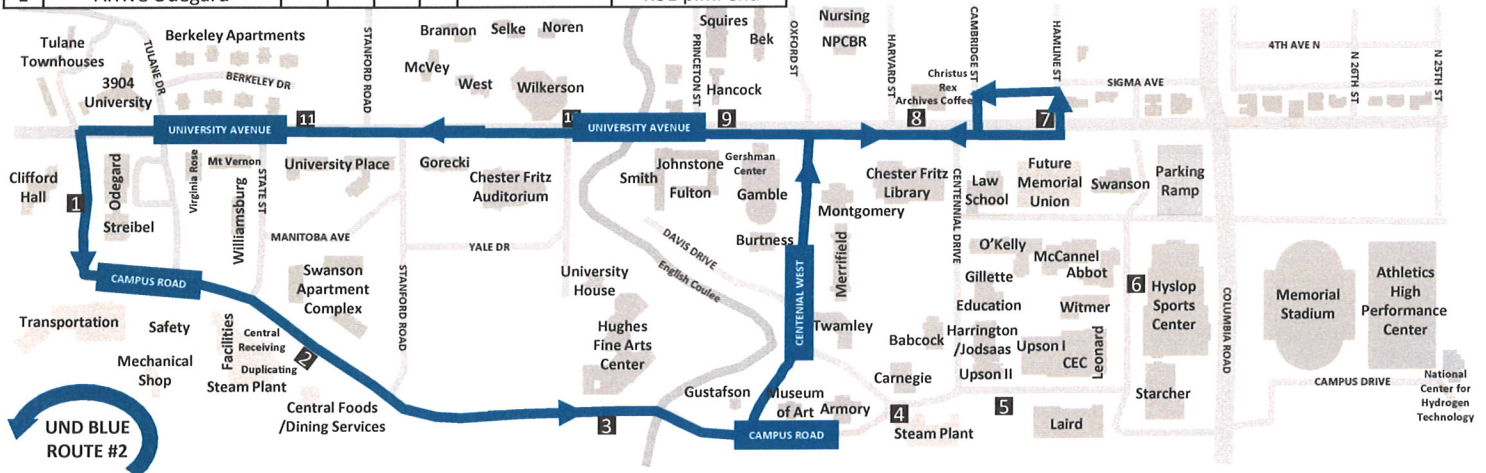 Arrive Odegard
Tulane
Townhouses
3904
University
TULANE DR
Berkeley Apartments
BERKELEY DR
STANFORD ROAD
Brannon
Selke
Noren
McVey
West
Wilkerson
PRINCETON ST
Squires
Bek
Hancock
OXFORD ST
Nursing
NPCBR
HARVARD ST
Christus
Rex
Archives Coffee
CAMBRIDGE ST
HAMLINE ST
SIGMA AVE
4TH AVE N
N 26TH ST
N 25TH ST
UNIVERSITY AVENUE
11
UNIVERSITY AVENUE
9
8
7
Clifford
Hall
1
Odegard
Streibel
Virginia Rose
Mt Vernon
Williamsburg
STATE ST
University Place
MANITOBA AVE
Gorecki
Chester Fritz
Auditorium
YALE DR
Smith
Johnstone
Fulton
Gershman
Center
Gamble
Burtness
DAVIS DRIVE
English Coulee
Chester Fritz
Library
Montgomery
Merrifield
CENTENNIAL DRIVE
Law
School
Future
Memorial
Union
Swanson
Parking
Ramp
O'Kelly
McCannel
Abbot
Gillette
Education
Witmer
6
Hyslop
Sports
Center
COLUMBIA ROAD
Memorial
Stadium
Athletics
High
Performance
Center
CAMPUS ROAD
Swanson
Apartment
Complex
STANFORD ROAD
University
House
Hughes
Fine Arts
Center
CENTENIAL WEST
Twamley
Babcock
Harrington
/Jodsaas
Upson I
Upson II
CEC
Leonard
Transportation
Safety
Mechanical
Shop
Facilities
Central
Receiving
Duplicating
Steam Plant
2
Central Foods
/Dining Services
3
Gustafson
Museum
of Art
Armory
CAMPUS ROAD
Carnegie
4
Steam Plant
5
Laird
Starcher
CAMPUS DRIVE
National
Center for
Hydrogen
Technology
UND BLUE
ROUTE #2